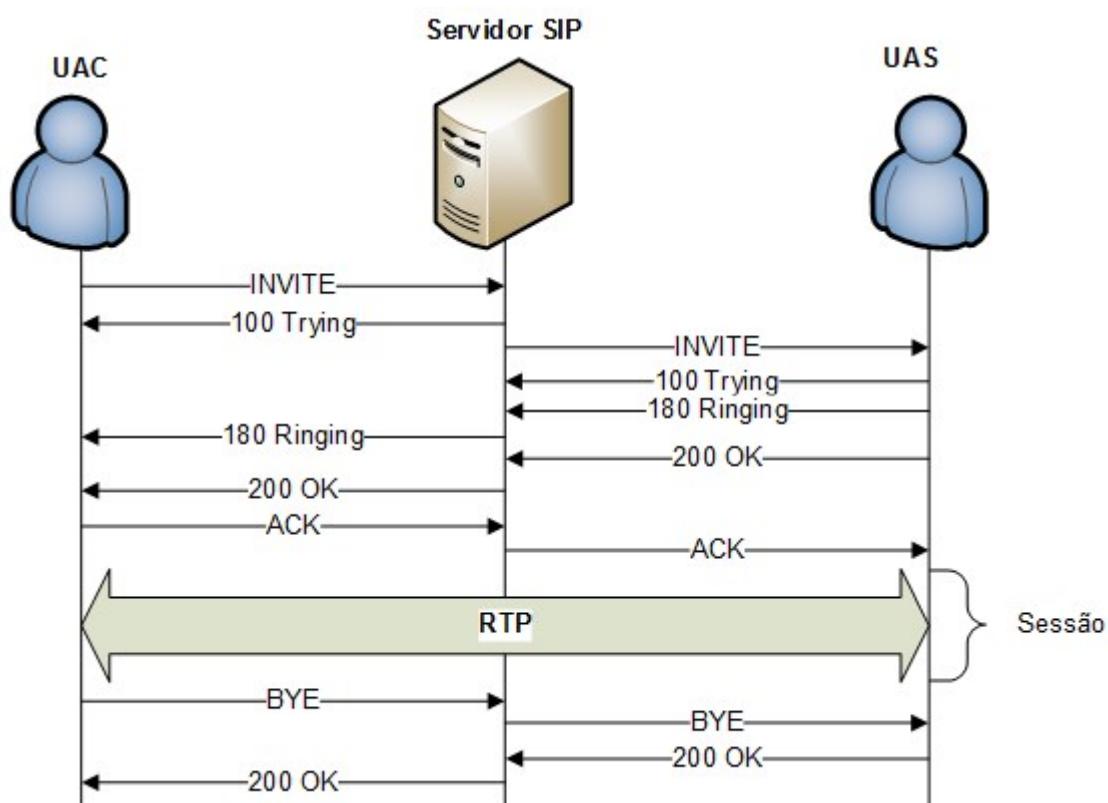 Servidor SIP
UAC
UAS
INVITE
100 Trying
INVITE
100 Trying
180 Ringing
180 Ringing
200 OK
200 OK
ACK
ACK
RTP
Sessão
BYE
BYE
200 OK
200 OK